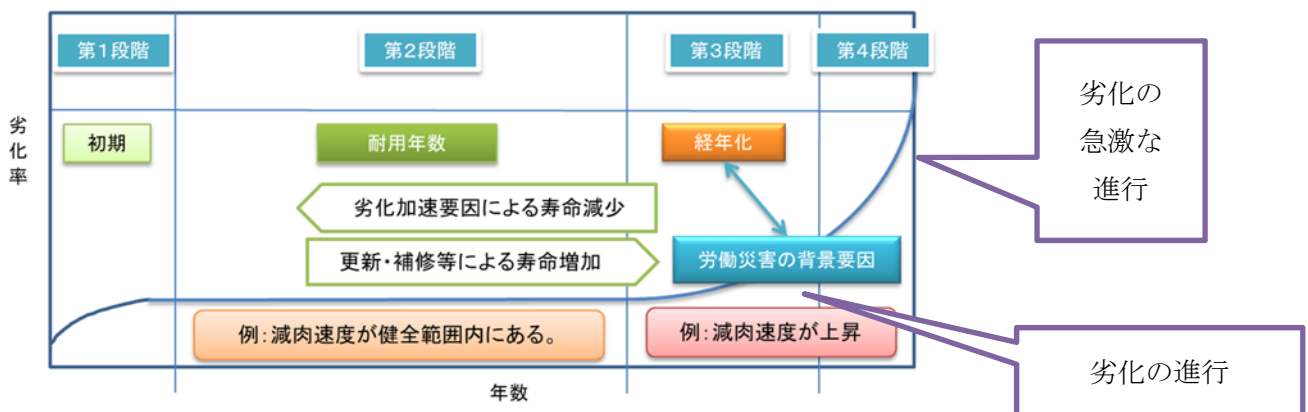 第1段階
第2段階
第3段階
第4段階
劣化の
急激な
進行
劣化率
初期
耐用年数
経年化
劣化加速要因による寿命減少
更新・補修等による寿命増加
労働災害の背景要因
例：減肉速度が健全範囲内にある。
例：減肉速度が上昇
劣化の進行
年数